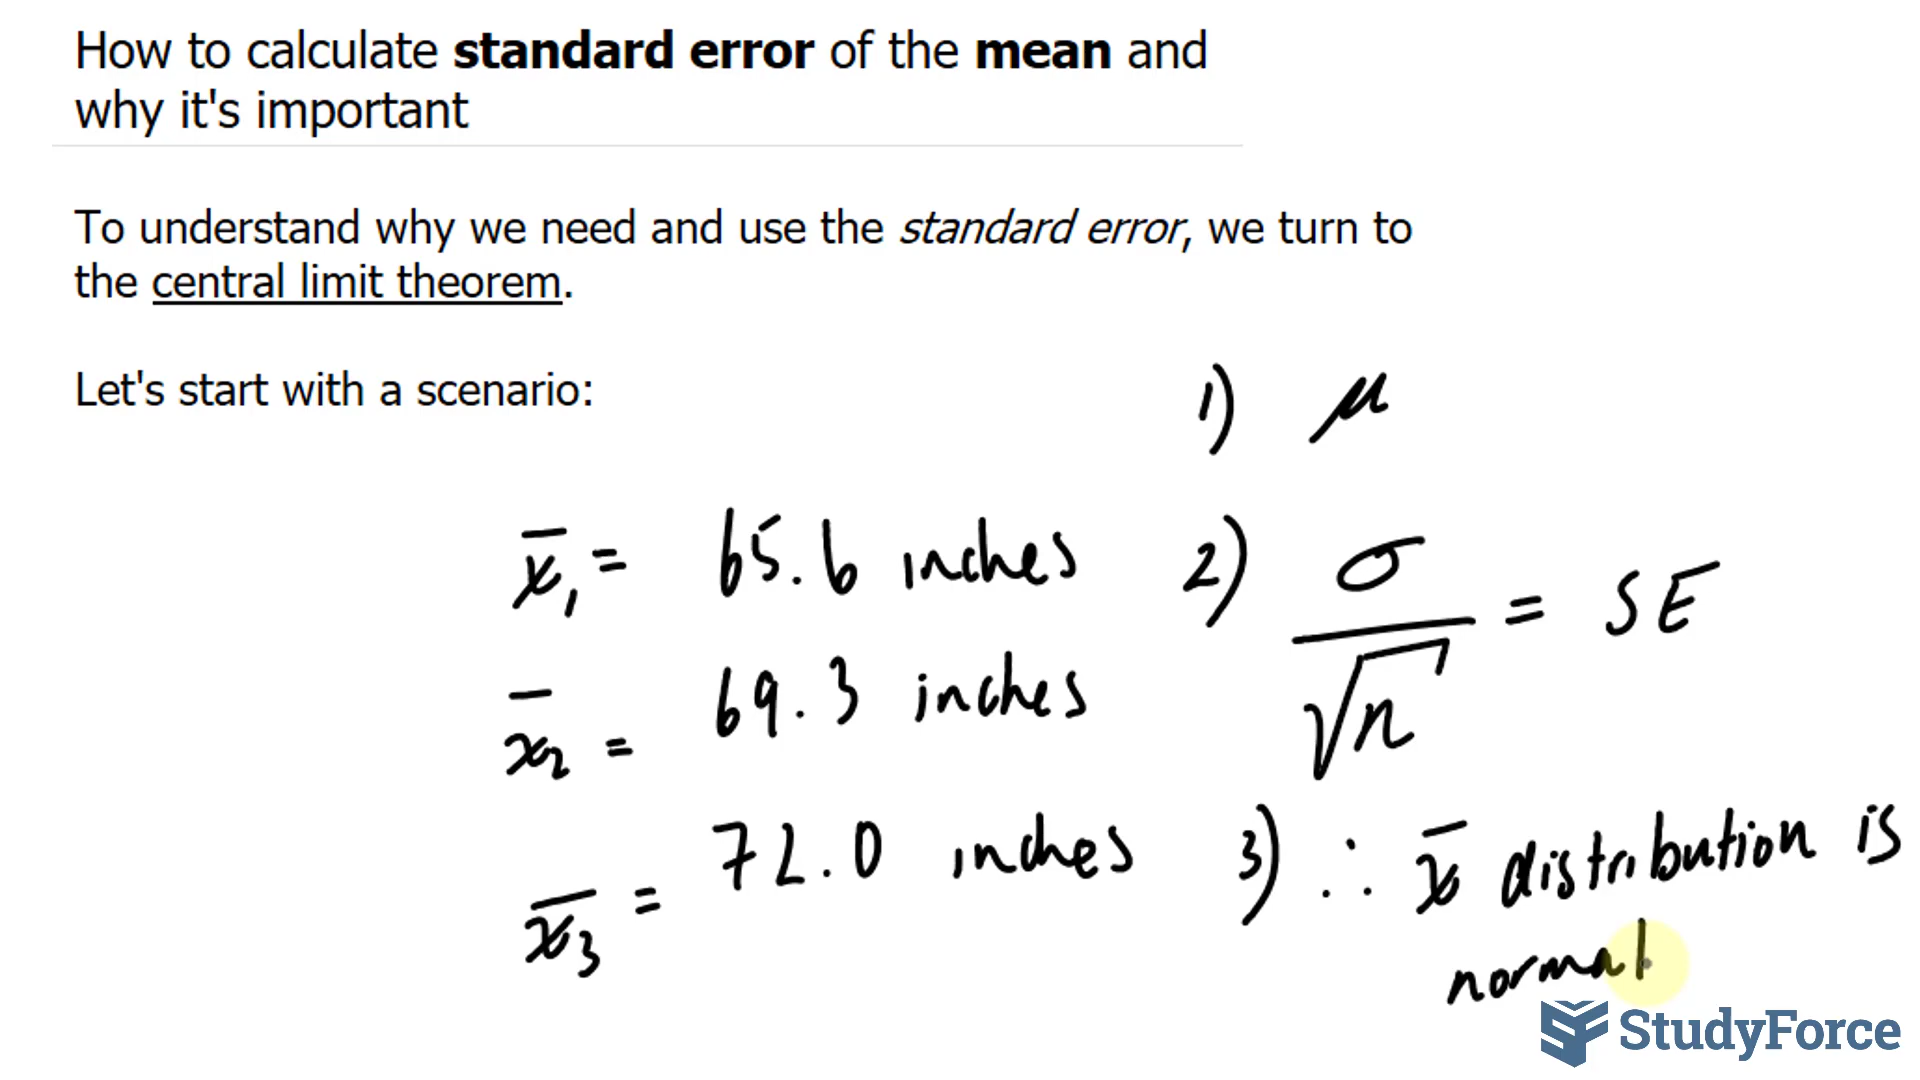 How to calculate standard error of the mean and
why it's important
To understand why we need and use the standard error, we turn to
the central limit theorem.
Let's start with a scenario:
1) μ
x̄₁ = 65.6 inches
2) σ/√n = SE
x̄₂ = 69.3 inches
x̄₃ = 72.0 inches
3) ∴ x̄ distribution is
normal
StudyForce